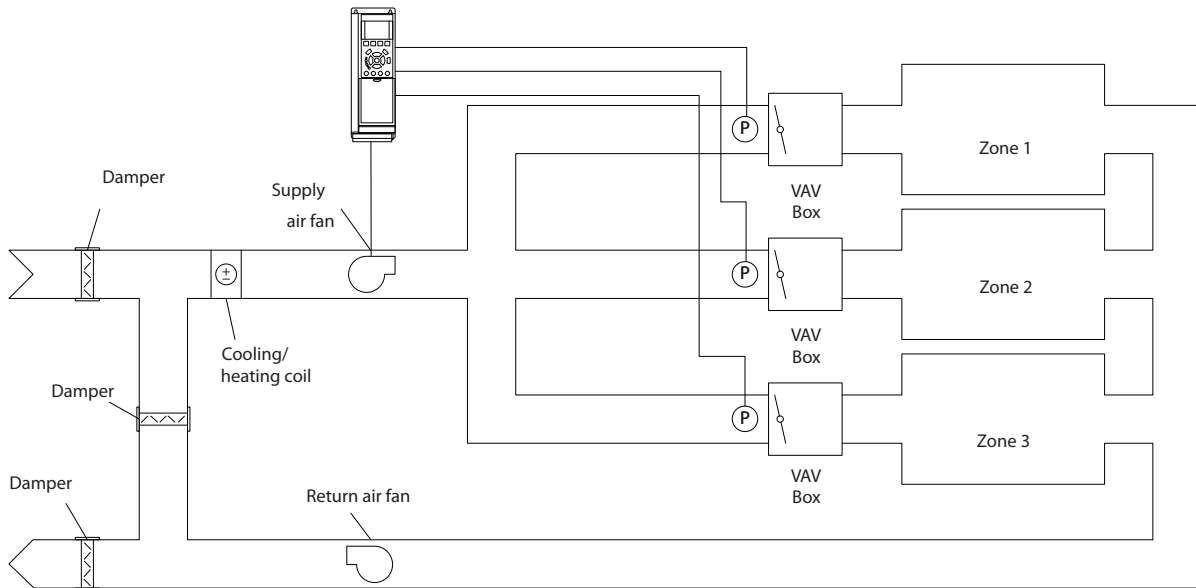 Damper
Supply
air fan
Cooling/
heating coil
Damper
Damper
Return air fan
P
VAV
Box
Zone 1
P
VAV
Box
Zone 2
P
VAV
Box
Zone 3
±